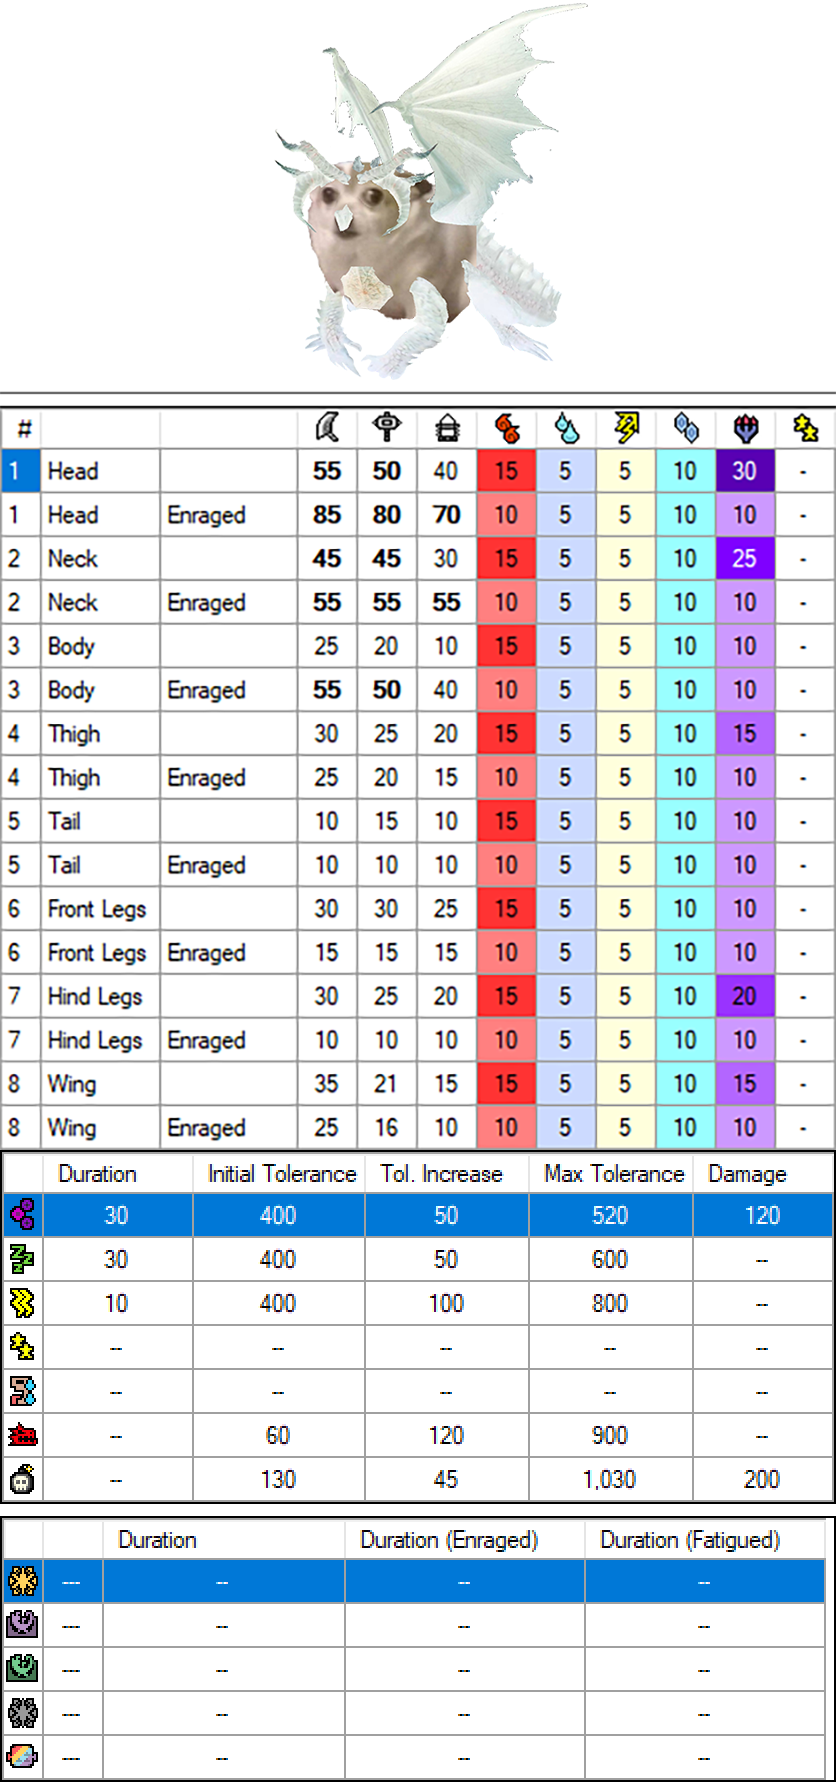 #
1 Head 55 50 40 15 5 5 10 30 -
1 Head Enraged 85 80 70 10 5 5 10 10 -
2 Neck 45 45 30 15 5 5 10 25 -
2 Neck Enraged 55 55 55 10 5 5 10 10 -
3 Body 25 20 10 15 5 5 10 10 -
3 Body Enraged 55 50 40 10 5 5 10 10 -
4 Thigh 30 25 20 15 5 5 10 15 -
4 Thigh Enraged 25 20 15 10 5 5 10 10 -
5 Tail 10 15 10 15 5 5 10 10 -
5 Tail Enraged 10 10 10 10 5 5 10 10 -
6 Front Legs 30 30 25 15 5 5 10 10 -
6 Front Legs Enraged 15 15 15 10 5 5 10 10 -
7 Hind Legs 30 25 20 15 5 5 10 20 -
7 Hind Legs Enraged 10 10 10 10 5 5 10 10 -
8 Wing 35 21 15 15 5 5 10 15 -
8 Wing Enraged 25 16 10 10 5 5 10 10 -
Duration Initial Tolerance Tol. Increase Max Tolerance Damage
30 400 50 520 120
30 400 50 600 --
10 400 100 800 --
-- -- -- -- --
-- -- -- -- --
-- 60 120 900 --
-- 130 45 1,030 200
Duration Duration (Enraged) Duration (Fatigued)
--- -- -- --
--- -- -- --
--- -- -- --
--- -- -- --
--- -- -- --